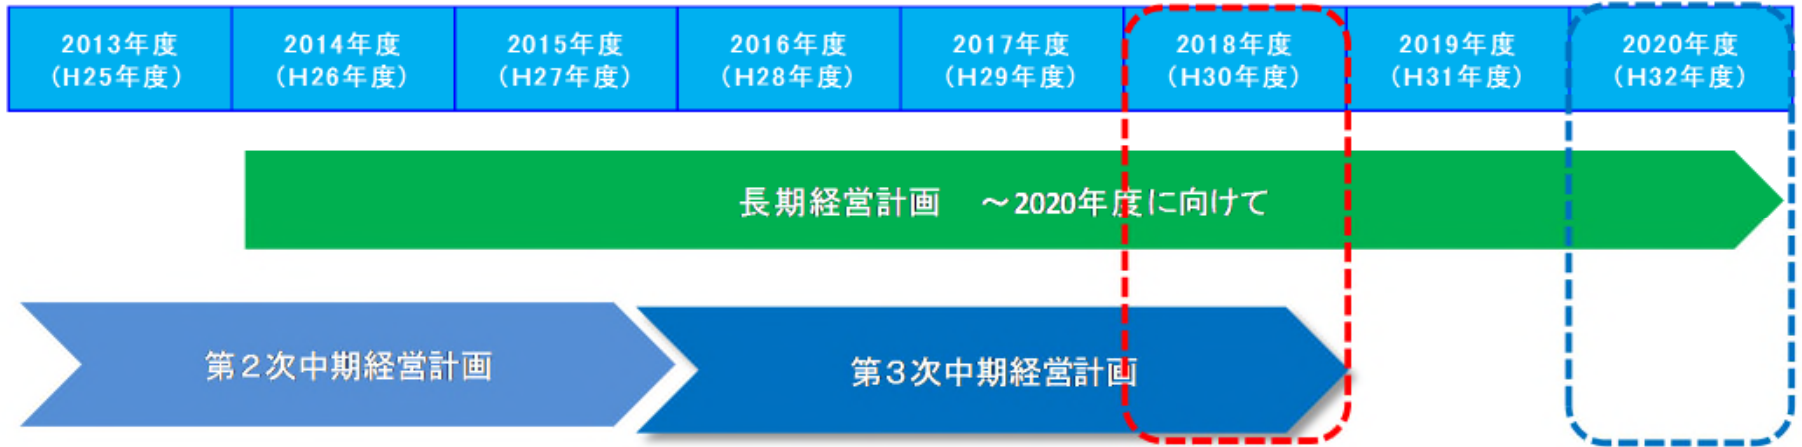 2013年度
(H25年度)
2014年度
(H26年度)
2015年度
(H27年度)
2016年度
(H28年度)
2017年度
(H29年度)
2018年度
(H30年度)
2019年度
(H31年度)
2020年度
(H32年度)
長期経営計画　～2020年度に向けて
第２次中期経営計画
第３次中期経営計画